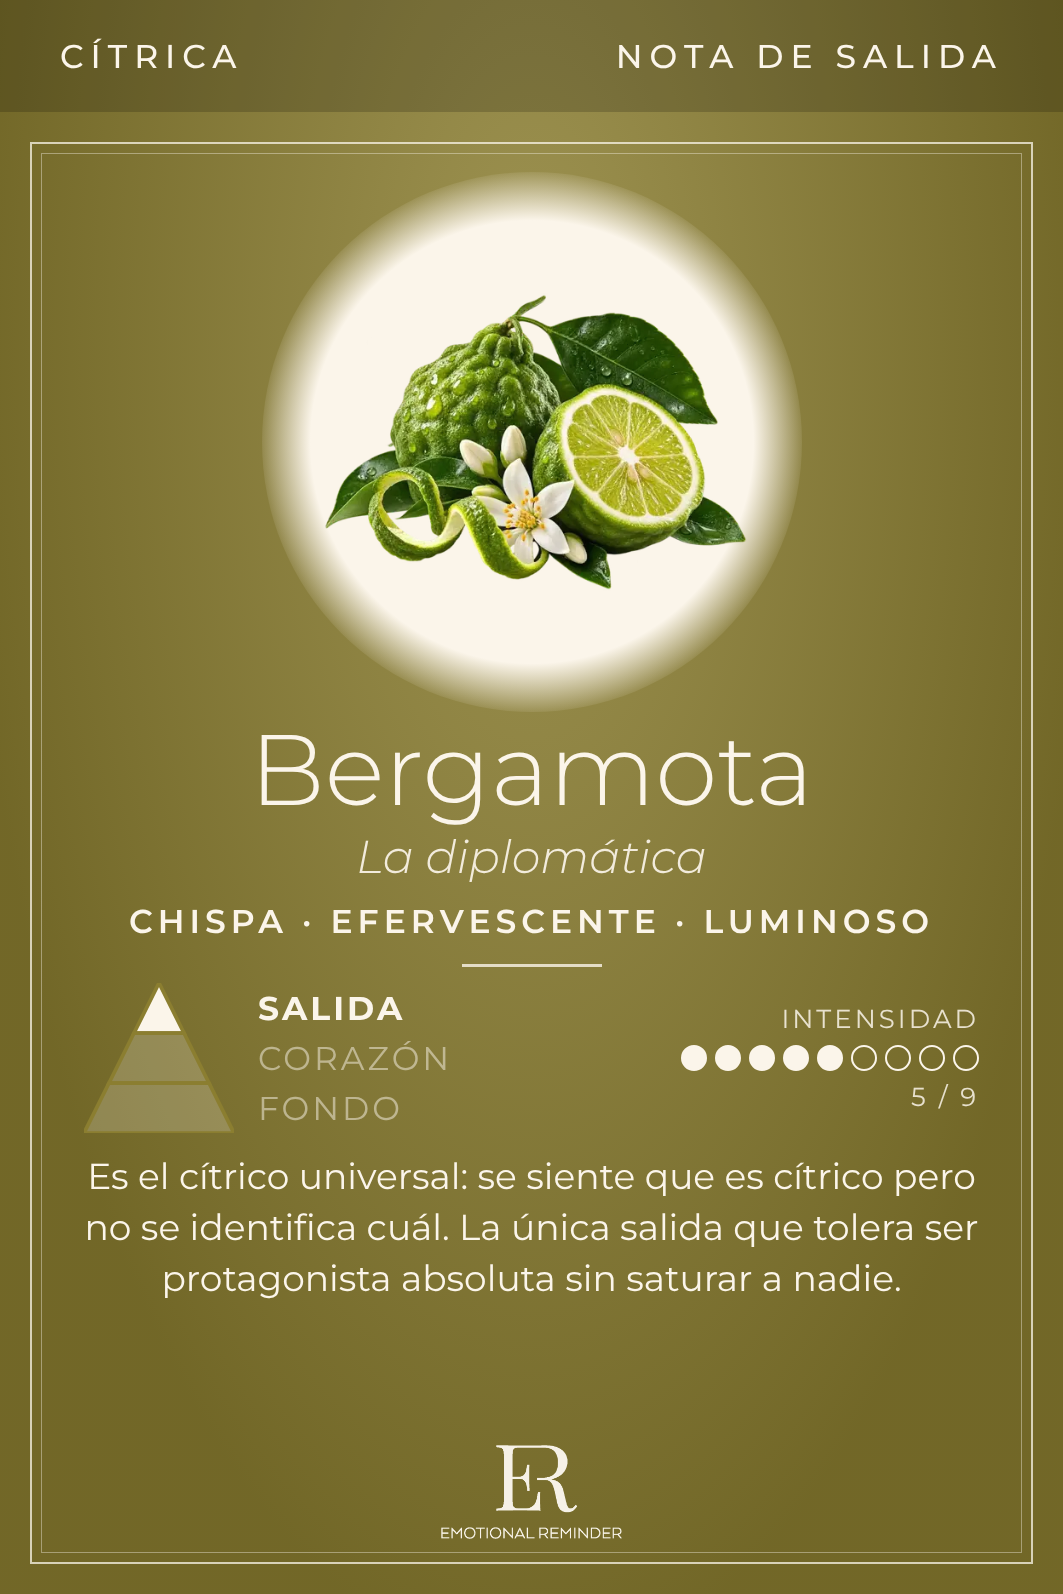 CÍTRICA
NOTA DE SALIDA
Bergamota
La diplomática
CHISPA · EFERVESCENTE · LUMINOSO
SALIDA
CORAZÓN
FONDO
INTENSIDAD
5 / 9
Es el cítrico universal: se siente que es cítrico pero
no se identifica cuál. La única salida que tolera ser
protagonista absoluta sin saturar a nadie.
ER
EMOTIONAL REMINDER